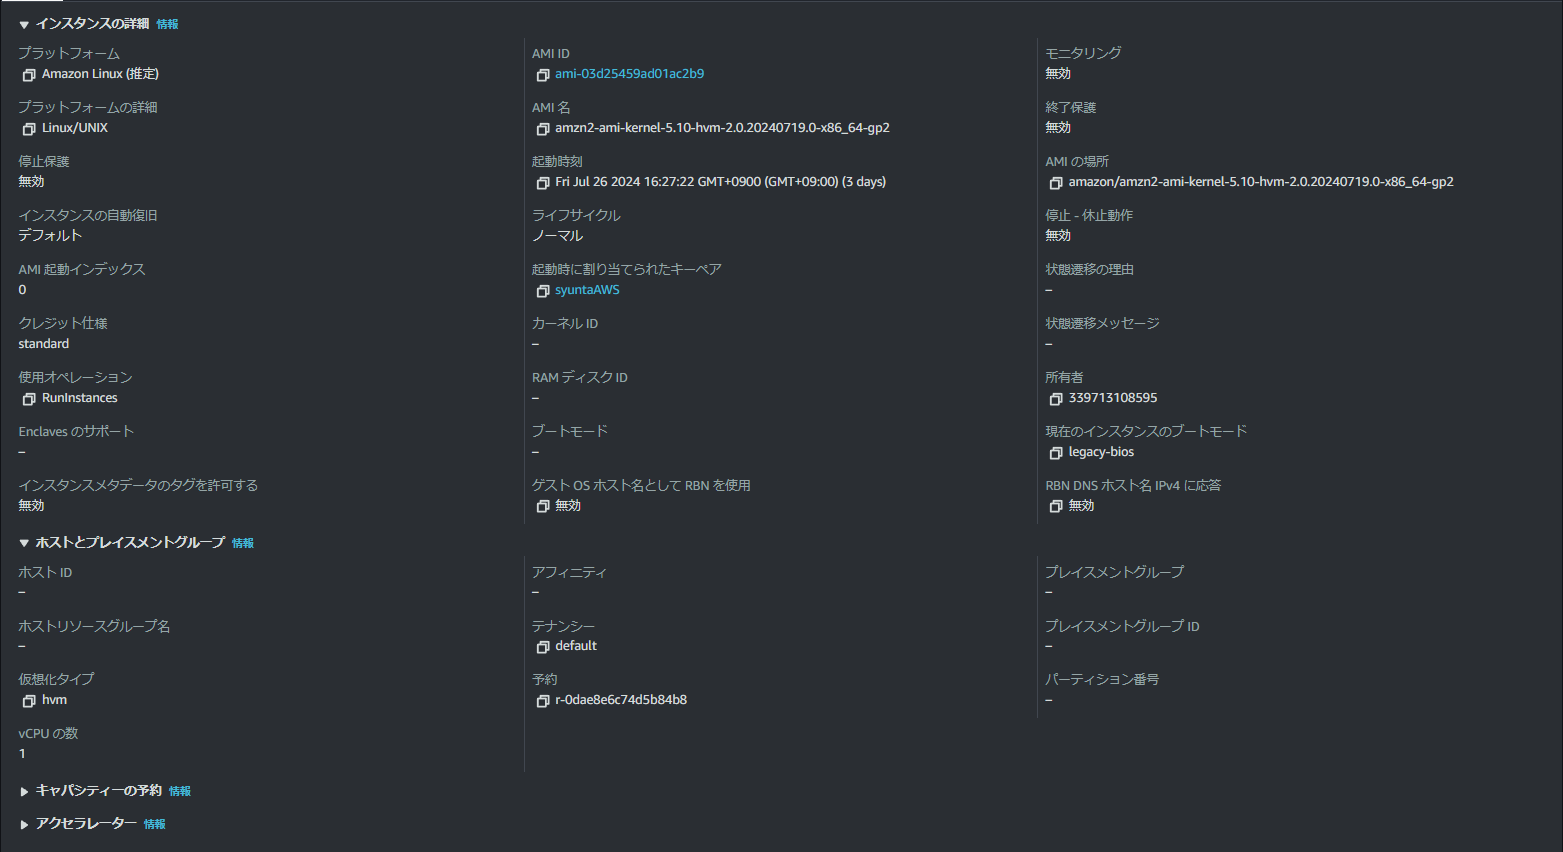 インスタンスの詳細 情報
プラットフォーム
Amazon Linux (推定)
AMI ID
ami-03d25459ad01ac2b9
モニタリング
無効
プラットフォームの詳細
Linux/UNIX
AMI 名
amzn2-ami-kernel-5.10-hvm-2.0.20240719.0-x86_64-gp2
終了保護
無効
停止保護
無効
起動時刻
Fri Jul 26 2024 16:27:22 GMT+0900 (GMT+09:00) (3 days)
AMI の場所
amazon/amzn2-ami-kernel-5.10-hvm-2.0.20240719.0-x86_64-gp2
インスタンスの自動復旧
デフォルト
ライフサイクル
ノーマル
停止 - 休止動作
無効
AMI 起動インデックス
0
起動時に割り当てられたキーペア
syuntaAWS
状態遷移の理由
–
クレジット仕様
standard
カーネル ID
–
状態遷移メッセージ
–
使用オペレーション
RunInstances
RAM ディスク ID
–
所有者
339713108595
Enclaves のサポート
–
ブートモード
–
現在のインスタンスのブートモード
legacy-bios
インスタンスメタデータのタグを許可する
無効
ゲスト OS ホスト名として RBN を使用
無効
RBN DNS ホスト名 IPv4 に応答
無効
ホストとプレイスメントグループ 情報
ホスト ID
–
アフィニティ
–
プレイスメントグループ
–
ホストリソースグループ名
–
テナンシー
default
プレイスメントグループ ID
–
仮想化タイプ
hvm
予約
r-0dae8e6c74d5b84b8
パーティション番号
–
vCPU の数
1
キャパシティーの予約 情報
アクセラレーター 情報